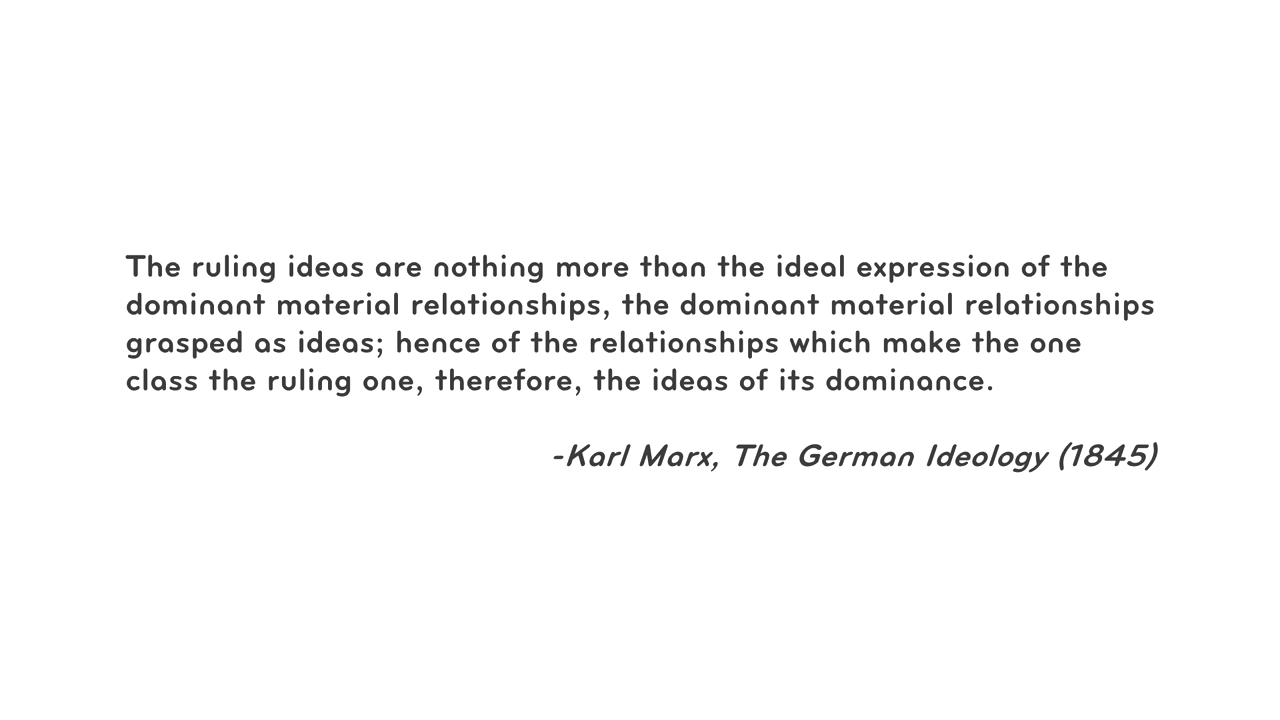 The ruling ideas are nothing more than the ideal expression of the
dominant material relationships, the dominant material relationships
grasped as ideas; hence of the relationships which make the one
class the ruling one, therefore, the ideas of its dominance.
-Karl Marx, The German Ideology (1845)